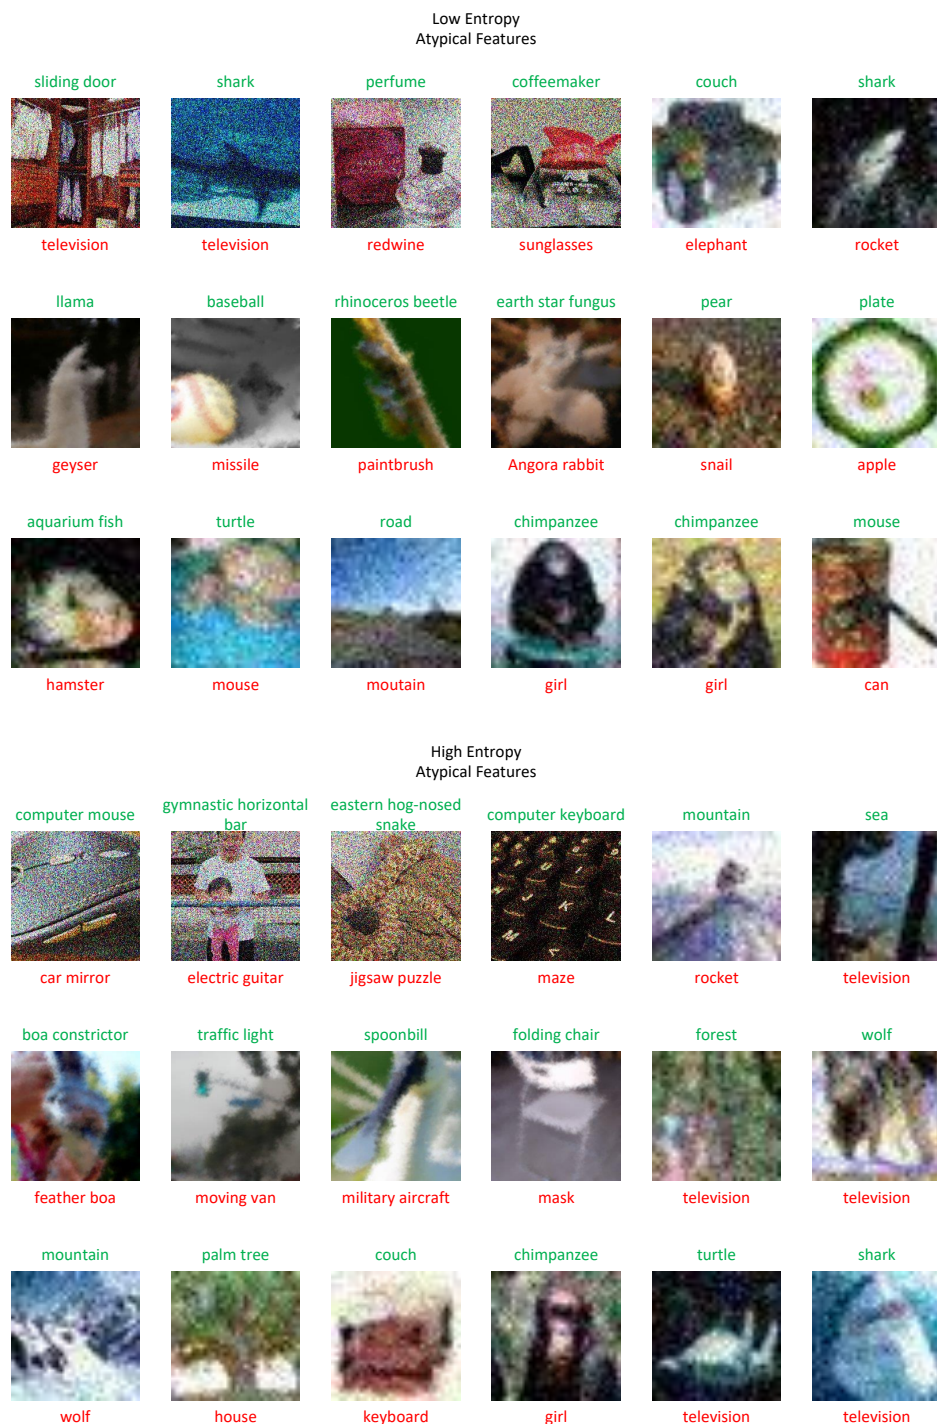 Low Entropy
Atypical Features
sliding door shark perfume coffeemaker couch shark
television television redwine sunglasses elephant rocket
llama baseball rhinoceros beetle earth star fungus pear plate
geyser missile paintbrush Angora rabbit snail apple
aquarium fish turtle road chimpanzee chimpanzee mouse
hamster mouse moutain girl girl can
High Entropy
Atypical Features
computer mouse gymnastic horizontal bar eastern hog-nosed snake computer keyboard mountain sea
J K L
M
car mirror electric guitar jigsaw puzzle maze rocket television
boa constrictor traffic light spoonbill folding chair forest wolf
feather boa moving van military aircraft mask television television
mountain palm tree couch chimpanzee turtle shark
wolf house keyboard girl television television